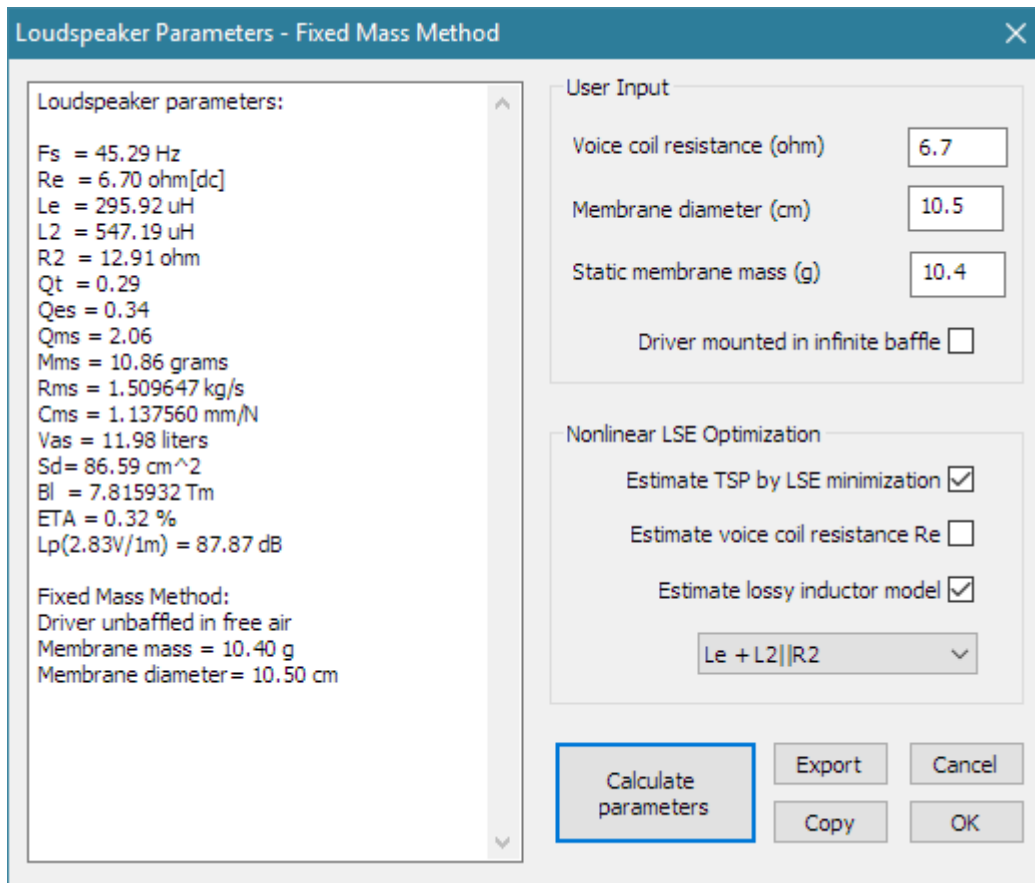 Loudspeaker Parameters - Fixed Mass Method
Loudspeaker parameters:
Fs = 45.29 Hz
Re = 6.70 ohm[dc]
Le = 295.92 uH
L2 = 547.19 uH
R2 = 12.91 ohm
Qt = 0.29
Qes = 0.34
Qms = 2.06
Mms = 10.86 grams
Rms = 1.509647 kg/s
Cms = 1.137560 mm/N
Vas = 11.98 liters
Sd= 86.59 cm^2
Bl = 7.815932 Tm
ETA = 0.32 %
Lp(2.83V/1m) = 87.87 dB
Fixed Mass Method:
Driver unbaffled in free air
Membrane mass = 10.40 g
Membrane diameter= 10.50 cm
User Input
Voice coil resistance (ohm) 6.7
Membrane diameter (cm) 10.5
Static membrane mass (g) 10.4
Driver mounted in infinite baffle
Nonlinear LSE Optimization
Estimate TSP by LSE minimization
Estimate voice coil resistance Re
Estimate lossy inductor model
Le + L2||R2
Calculate
parameters
Export
Cancel
Copy
OK